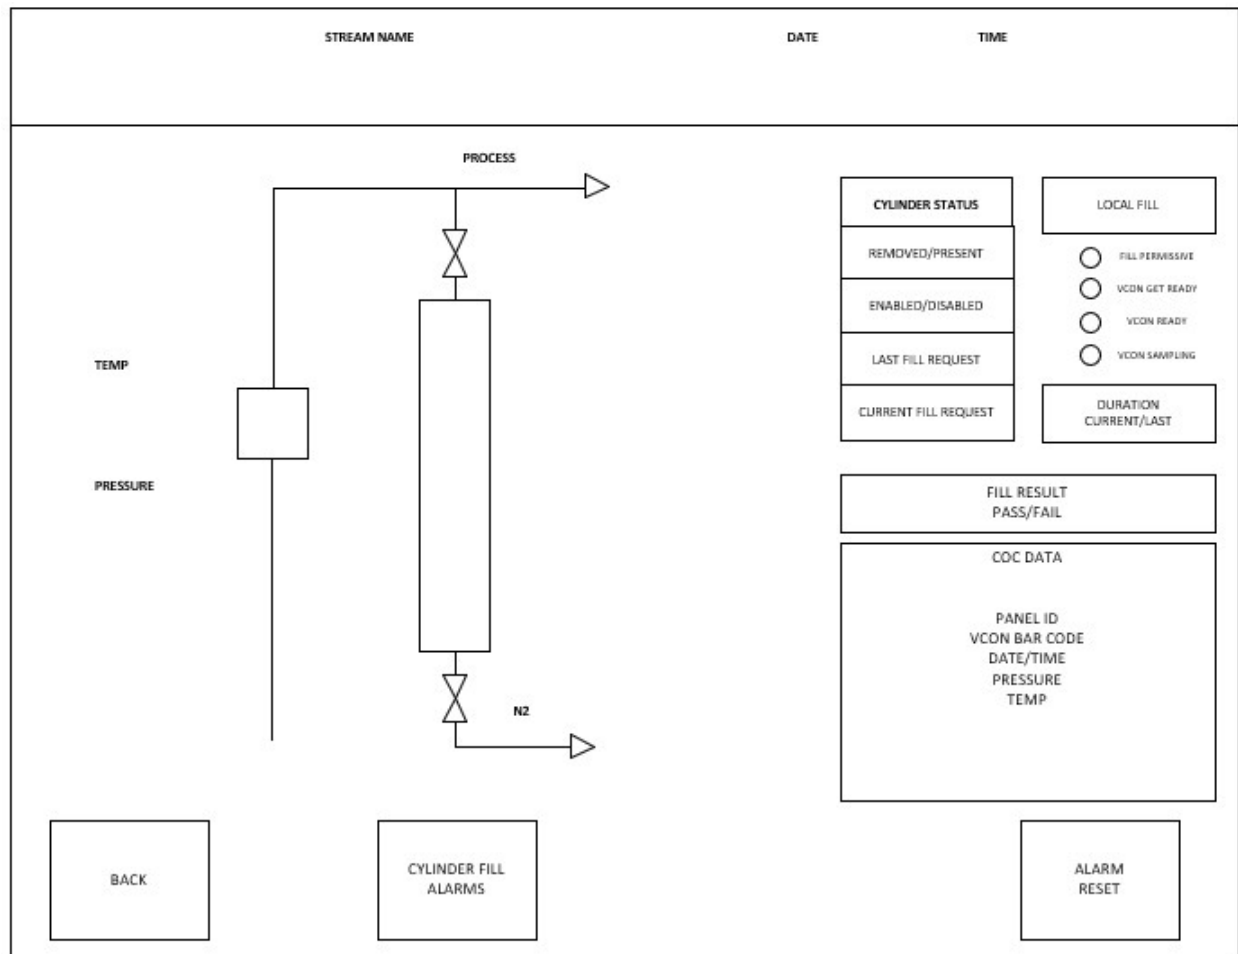 STREAM NAME
DATE
TIME
PROCESS
TEMP
PRESSURE
N2
CYLINDER STATUS
REMOVED/PRESENT
ENABLED/DISABLED
LAST FILL REQUEST
CURRENT FILL REQUEST
LOCAL FILL
FILL PERMISSIVE
VCON GET READY
VCON READY
VCON SAMPLING
DURATION
CURRENT/LAST
FILL RESULT
PASS/FAIL
COC DATA
PANEL ID
VCON BAR CODE
DATE/TIME
PRESSURE
TEMP
BACK
CYLINDER FILL
ALARMS
ALARM
RESET